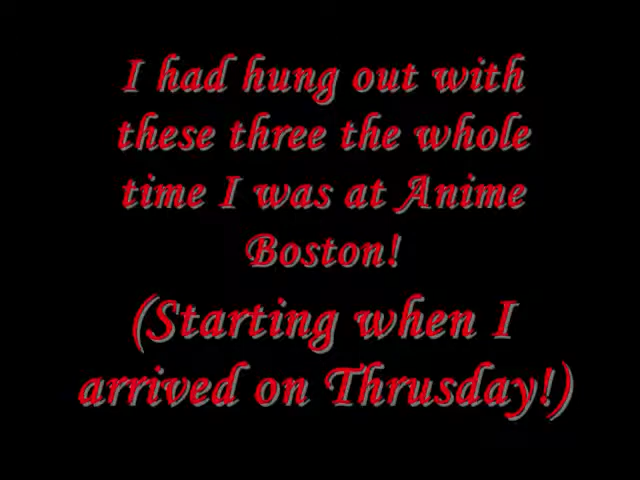 I had hung out with
these three the whole
time I was at Anime
Boston!
(Starting when I
arrived on Thrusday!)